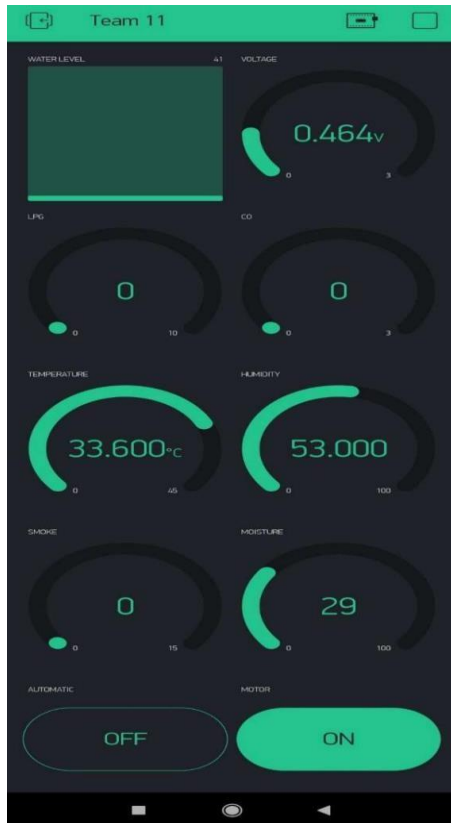 Team 11
WATER LEVEL 41 VOLTAGE
0.464V
0 3
LPG CO
0 0
0 10 0 3
TEMPERATURE HUMIDITY
33.600°C 53.000
0 45 0 100
SMOKE MOISTURE
0 29
0 15 0 100
AUTOMATIC MOTOR
OFF ON